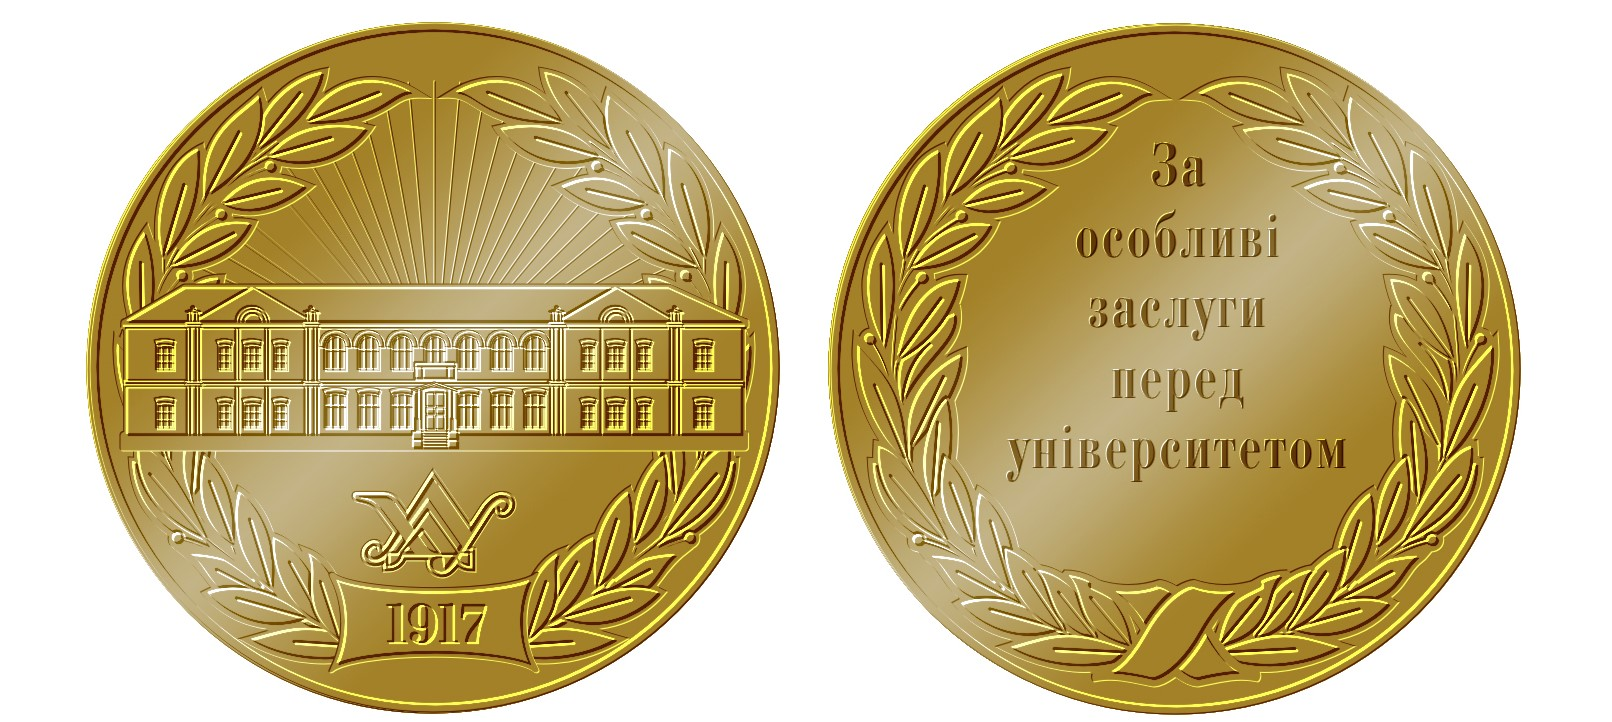 1917
За
особливі
заслуги
перед
університетом